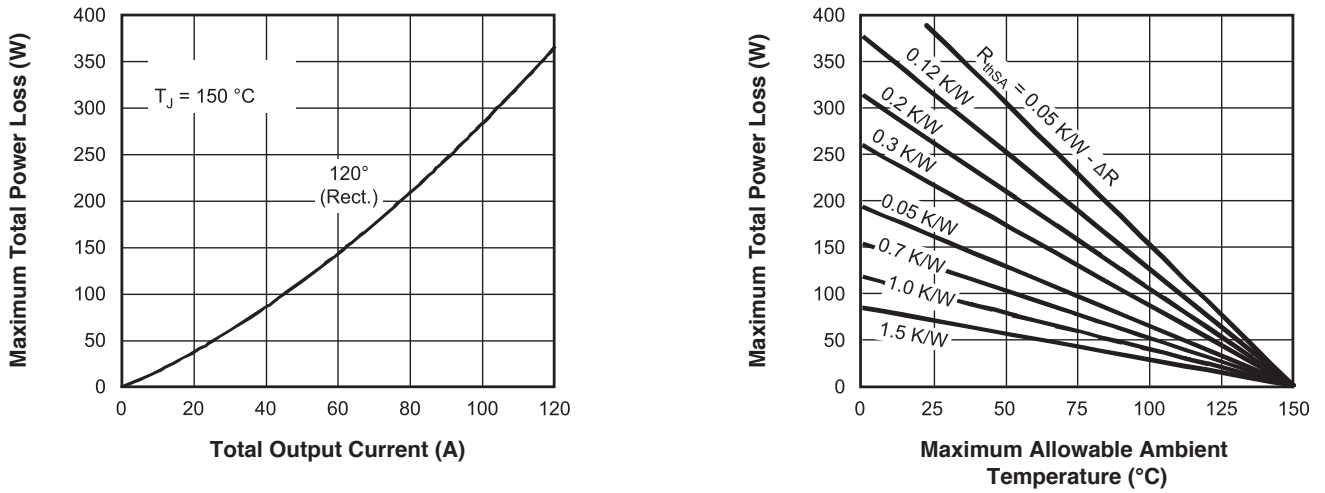 Maximum Total Power Loss (W)
400
350
300
250
200
150
100
50
0
T_J = 150 °C
120°
(Rect.)
0 20 40 60 80 100 120
Total Output Current (A)
Maximum Total Power Loss (W)
400
350
300
250
200
150
100
50
0
R_thSA = 0.05 K/W - ΔR
0.12 K/W
0.2 K/W
0.3 K/W
0.05 K/W
0.7 K/W
1.0 K/W
1.5 K/W
0 25 50 75 100 125 150
Maximum Allowable Ambient
Temperature (°C)